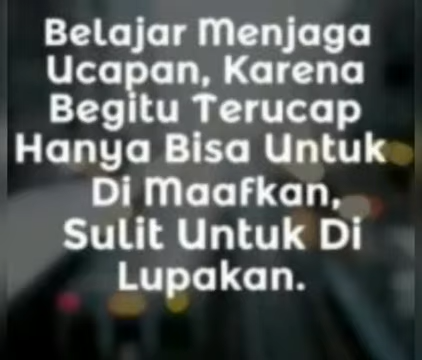 Belajar Menjaga
Ucapan, Karena
Begitu Terucap
Hanya Bisa Untuk
Di Maafkan,
Sulit Untuk Di
Lupakan.